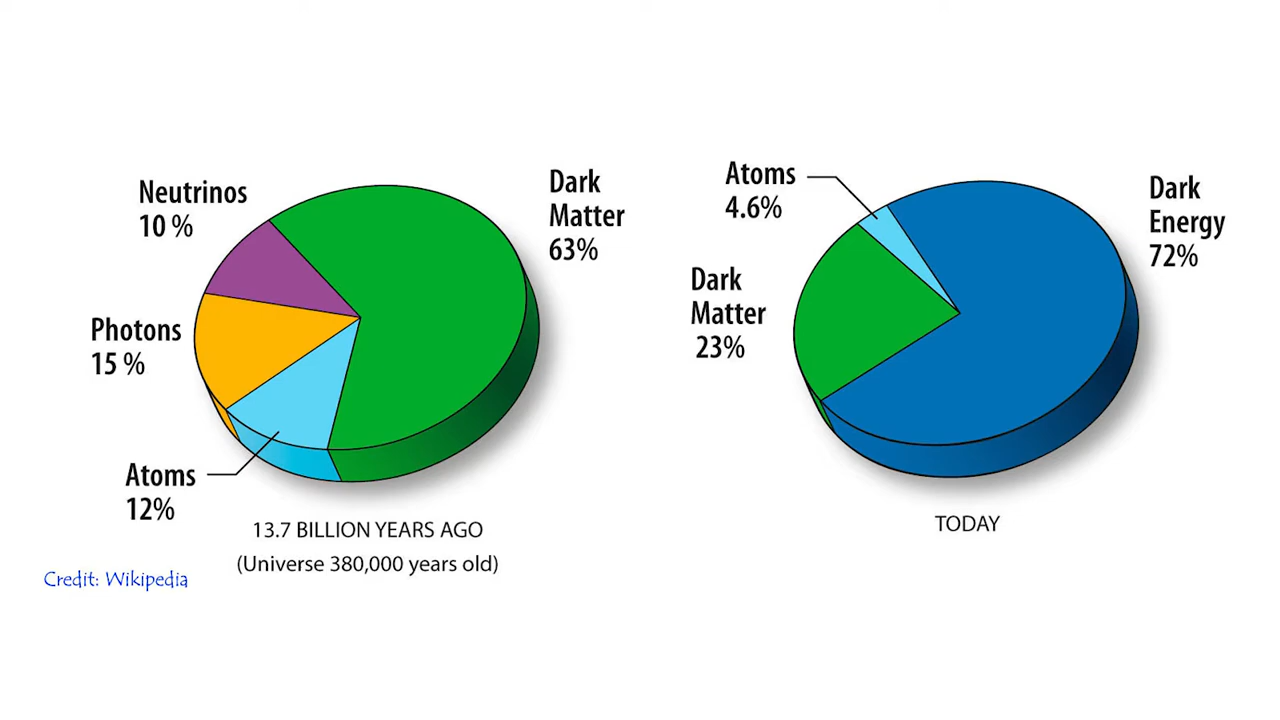 Neutrinos
10 %
Dark
Matter
63%
Photons
15 %
Atoms
12%
13.7 BILLION YEARS AGO
(Universe 380,000 years old)
Credit: Wikipedia
Atoms
4.6%
Dark
Energy
72%
Dark
Matter
23%
TODAY